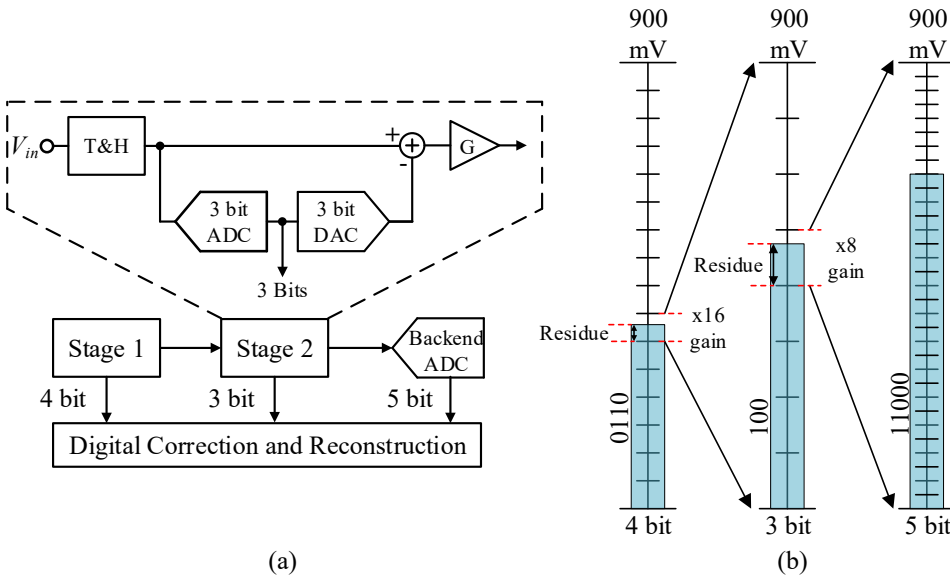 V_in
T&H
+
-
G
3 bit
ADC
3 bit
DAC
3 Bits
Stage 1
Stage 2
Backend
ADC
4 bit
3 bit
5 bit
Digital Correction and Reconstruction
(a)
900
mV
900
mV
900
mV
Residue
x16
gain
0110
4 bit
Residue
x8
gain
100
3 bit
11000
5 bit
(b)